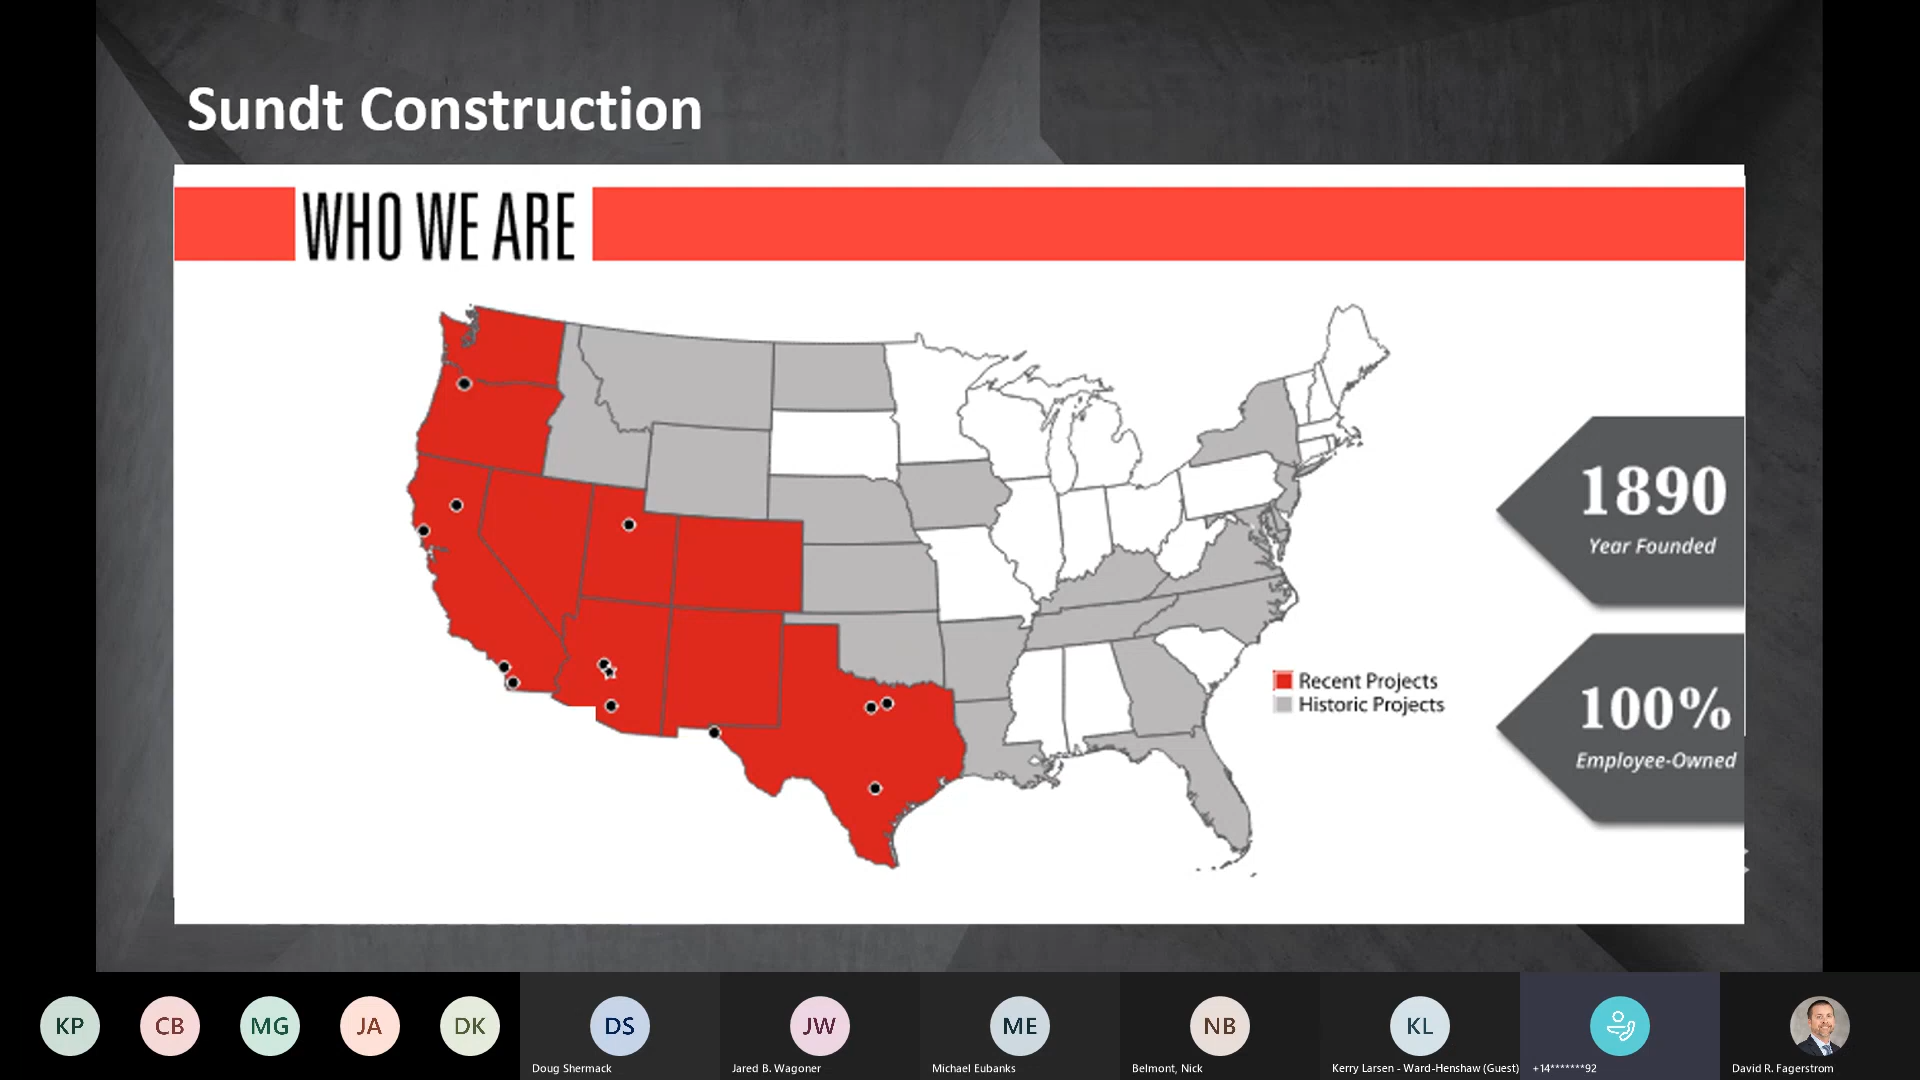 Sundt Construction
WHO WE ARE
1890
Year Founded
Recent Projects
Historic Projects
100%
Employee-Owned
KP
CB
MG
JA
DK
DS
JW
ME
NB
KL
Doug Shermack
Jared B. Wagoner
Michael Eubanks
Belmont, Nick
Kerry Larsen - Ward-Henshaw (Guest)
+14*******92
David R. Fagerstrom